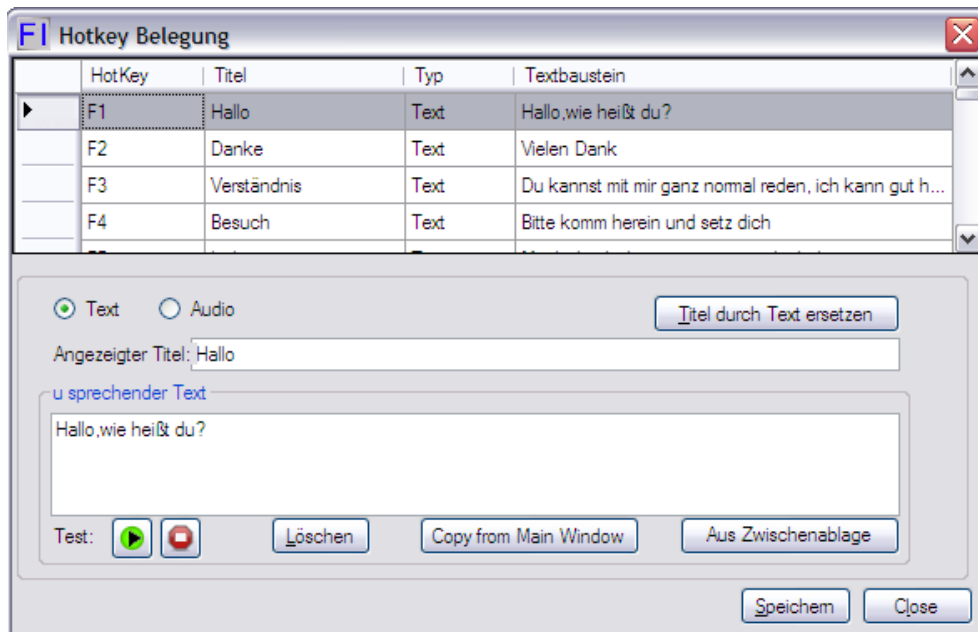 FI Hotkey Belegung
HotKey Titel Typ Textbaustein
F1 Hallo Text Hallo,wie heißt du?
F2 Danke Text Vielen Dank
F3 Verständnis Text Du kannst mit mir ganz normal reden, ich kann gut h...
F4 Besuch Text Bitte komm herein und setz dich
Text Audio Titel durch Text ersetzen
Angezeigter Titel: Hallo
u sprechender Text
Hallo,wie heißt du?
Test: Löschen Copy from Main Window Aus Zwischenablage
Speichern Close